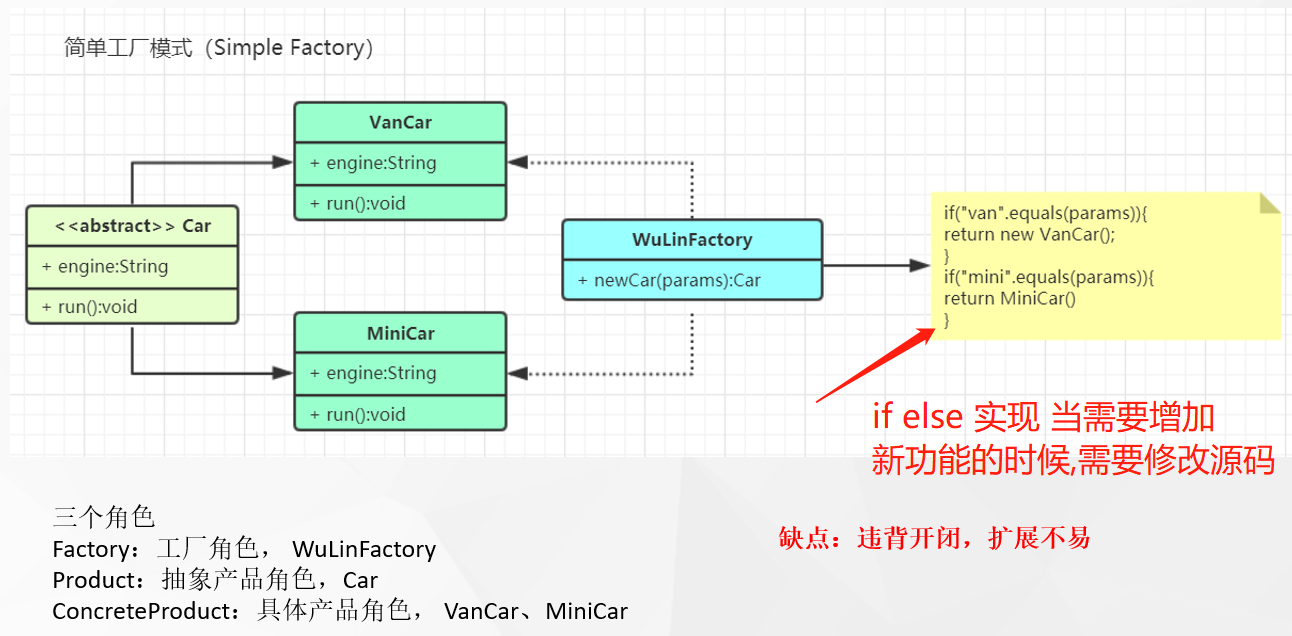 简单工厂模式（Simple Factory）
VanCar
+ engine:String
+ run():void
<<abstract>> Car
+ engine:String
+ run():void
WuLinFactory
+ newCar(params):Car
MiniCar
+ engine:String
+ run():void
if("van".equals(params)){
return new VanCar();
}
if("mini".equals(params)){
return MiniCar()
}
if else 实现 当需要增加
新功能的时候,需要修改源码
三个角色
Factory：工厂角色， WuLinFactory
Product：抽象产品角色，Car
ConcreteProduct：具体产品角色， VanCar、MiniCar
缺点：违背开闭，扩展不易